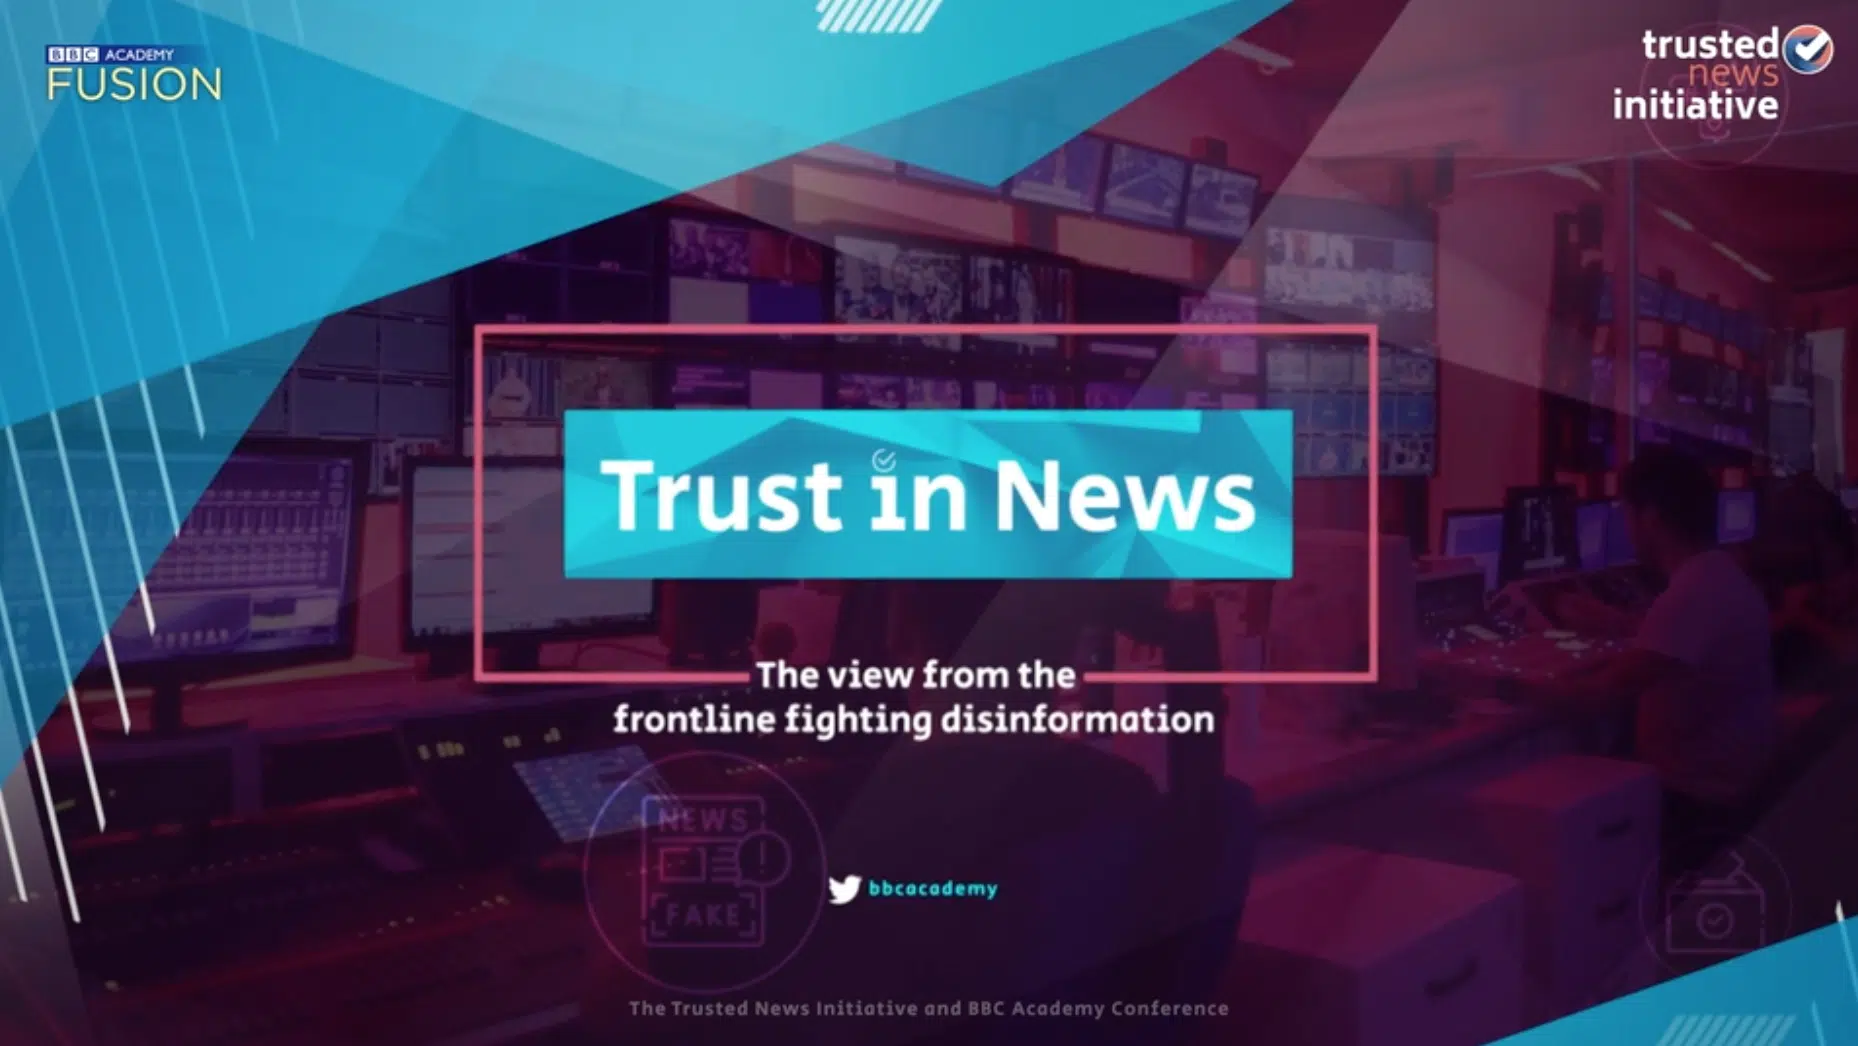 BBC ACADEMY
FUSION
trusted
news
initiative
Trust in News
The view from the
frontline fighting disinformation
NEWS
FAKE
bbcacademy
The Trusted News Initiative and BBC Academy Conference